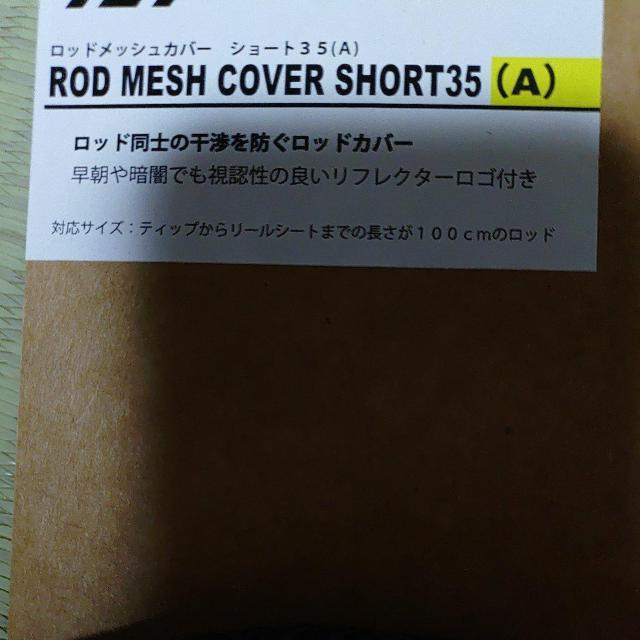 ロッドメッシュカバー　ショート３５(A)
ROD MESH COVER SHORT35 (A)
ロッド同士の干渉を防ぐロッドカバー
早朝や暗闇でも視認性の良いリフレクターロゴ付き
対応サイズ：ティップからリールシートまでの長さが１００ｃｍのロッド